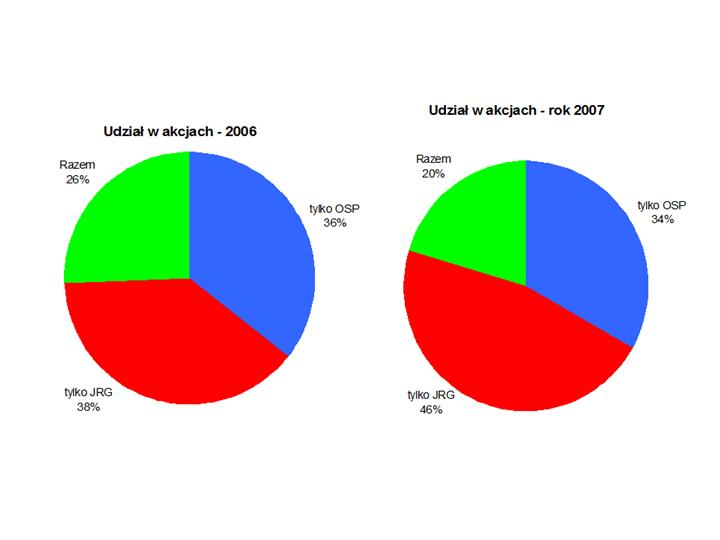 Udział w akcjach - 2006
Razem
26%
tylko OSP
36%
tylko JRG
38%
Udział w akcjach - rok 2007
Razem
20%
tylko OSP
34%
tylko JRG
46%